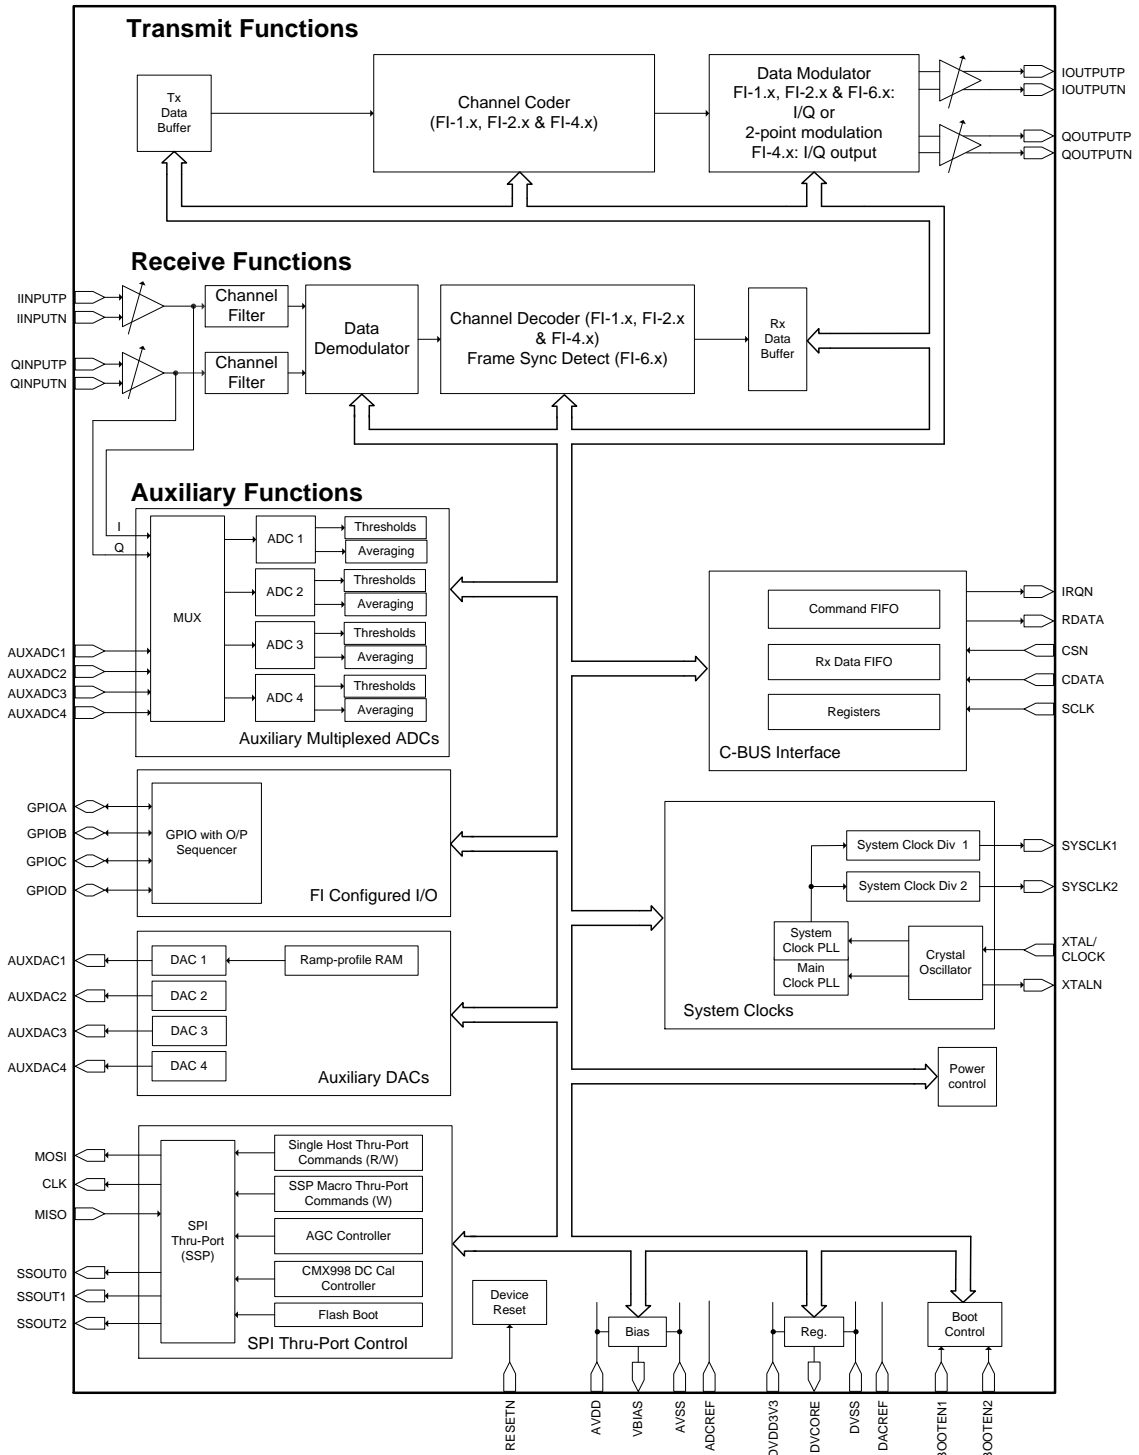 Transmit Functions
Tx
Data
Buffer
Channel Coder
(FI-1.x, FI-2.x & FI-4.x)
Data Modulator
FI-1.x, FI-2.x & FI-6.x:
I/Q or
2-point modulation
FI-4.x: I/Q output
IOUTPUTP
IOUTPUTN
QOUTPUTP
QOUTPUTN
Receive Functions
IINPUTP
IINPUTN
QINPUTP
QINPUTN
Channel
Filter
Channel
Filter
Data
Demodulator
Channel Decoder (FI-1.x, FI-2.x
& FI-4.x)
Frame Sync Detect (FI-6.x)
Rx
Data
Buffer
Auxiliary Functions
I
Q
AUXADC1
AUXADC2
AUXADC3
AUXADC4
MUX
ADC 1
Thresholds
Averaging
ADC 2
Thresholds
Averaging
ADC 3
Thresholds
Averaging
ADC 4
Thresholds
Averaging
Auxiliary Multiplexed ADCs
Command FIFO
Rx Data FIFO
Registers
C-BUS Interface
IRQN
RDATA
CSN
CDATA
SCLK
GPIOA
GPIOB
GPIOC
GPIOD
GPIO with O/P
Sequencer
FI Configured I/O
System Clock Div 1
System Clock Div 2
System
Clock PLL
Main
Clock PLL
Crystal
Oscillator
System Clocks
SYSCLK1
SYSCLK2
XTAL/
CLOCK
XTALN
AUXDAC1
AUXDAC2
AUXDAC3
AUXDAC4
DAC 1
Ramp-profile RAM
DAC 2
DAC 3
DAC 4
Auxiliary DACs
Power
control
MOSI
CLK
MISO
SSOUT0
SSOUT1
SSOUT2
SPI
Thru-Port
(SSP)
Single Host Thru-Port
Commands (R/W)
SSP Macro Thru-Port
Commands (W)
AGC Controller
CMX998 DC Cal
Controller
Flash Boot
SPI Thru-Port Control
Device
Reset
Bias
Reg.
Boot
Control
RESETN
AVDD
VBIAS
AVSS
ADCREF
DVDD3V3
DVCORE
DVSS
DACREF
BOOTEN1
BOOTEN2